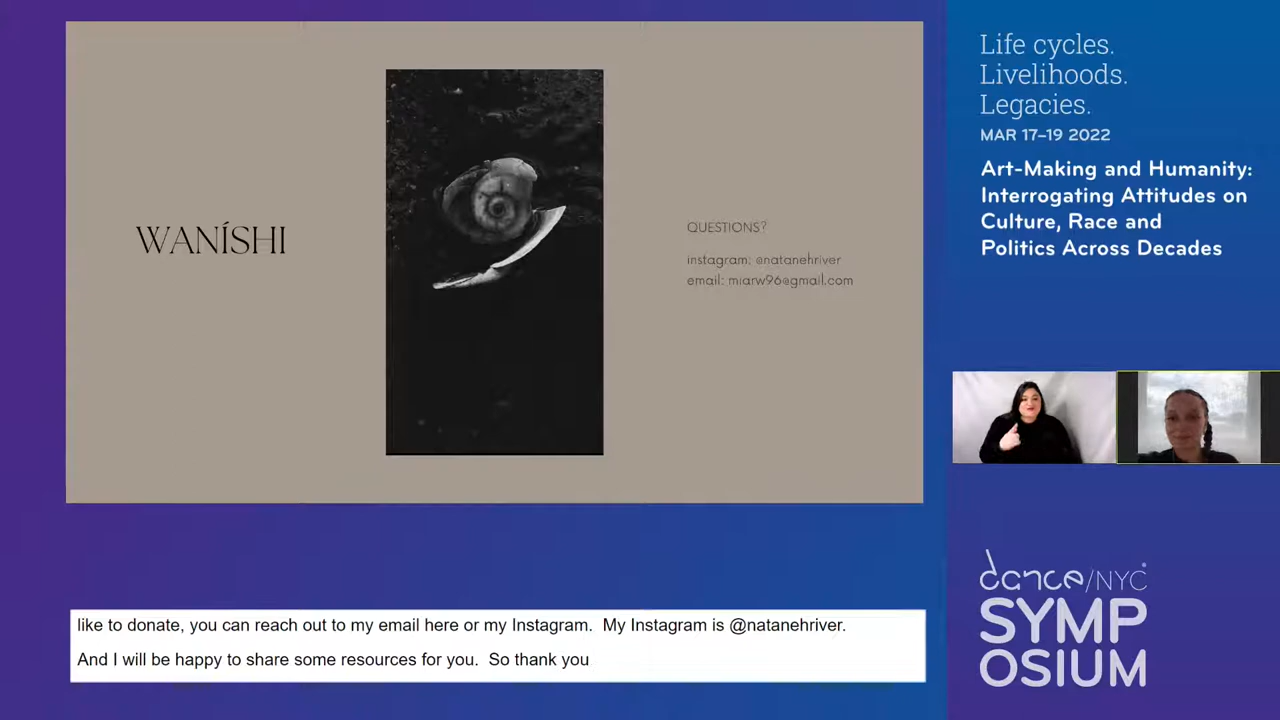 WANÍSHI
QUESTIONS?
instagram: @natanehriver
email: miarw96@gmail.com
Life cycles.
Livelihoods.
Legacies.
MAR 17–19 2022
Art-Making and Humanity:
Interrogating Attitudes on
Culture, Race and
Politics Across Decades
dance/NYC
SYMP
OSIUM
like to donate, you can reach out to my email here or my Instagram.  My Instagram is @natanehriver.
And I will be happy to share some resources for you.  So thank you